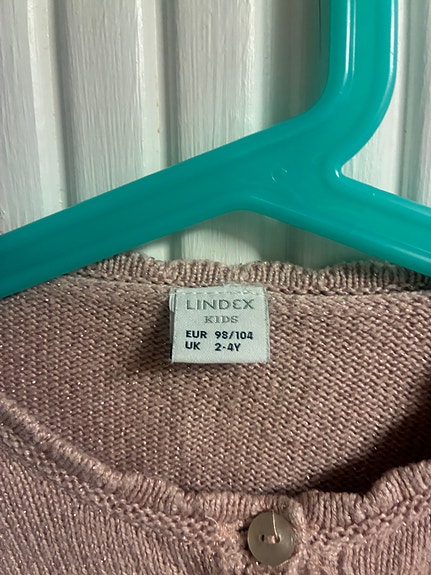 LINDEX
KIDS
EUR 98/104
UK 2-4Y